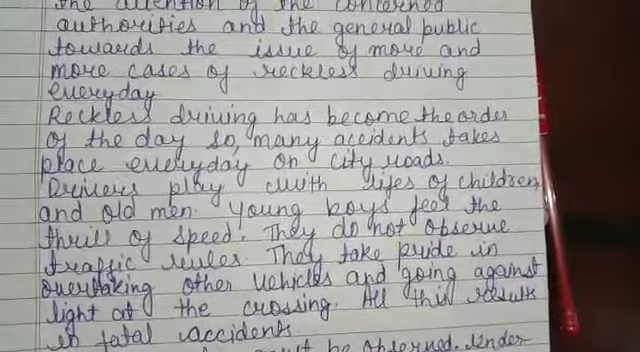 the attention of the concerned
authorities and the general public
towards the issue of more and
more cases of reckless driving
everyday
Reckless driving has become the order
of the day so, many accidents takes
place everyday on city roads.
Drivers play with lifes of children
and old men. Young boys feel the
thrill of speed. They do not observe
traffic rules. They take pride in
overtaking other vehicles and going against
light at the crossing. All this results
in fatal accidents.
must be observed. Under